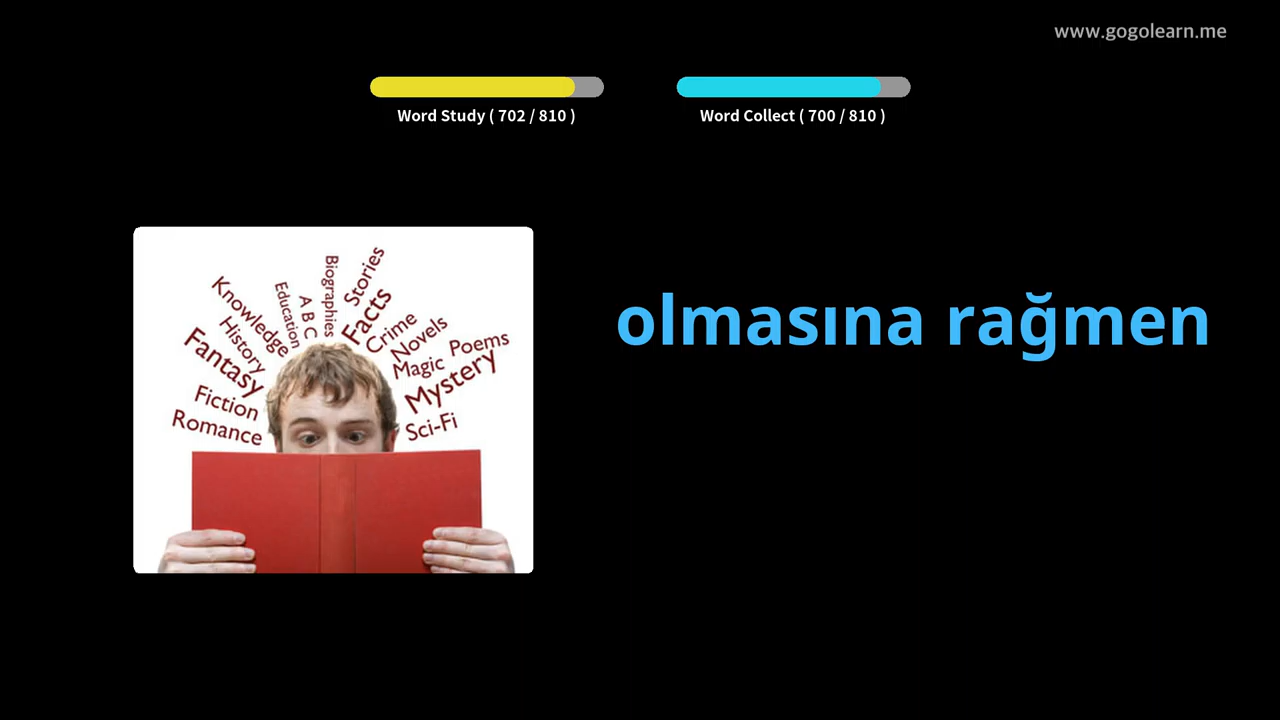 www.gogolearn.me
Word Study ( 702 / 810 )
Word Collect ( 700 / 810 )
olmasına rağmen
Knowledge
History
Fantasy
Fiction
Romance
Education
A B C
Biographies
Stories
Facts
Crime
Novels
Magic
Poems
Mystery
Sci-Fi